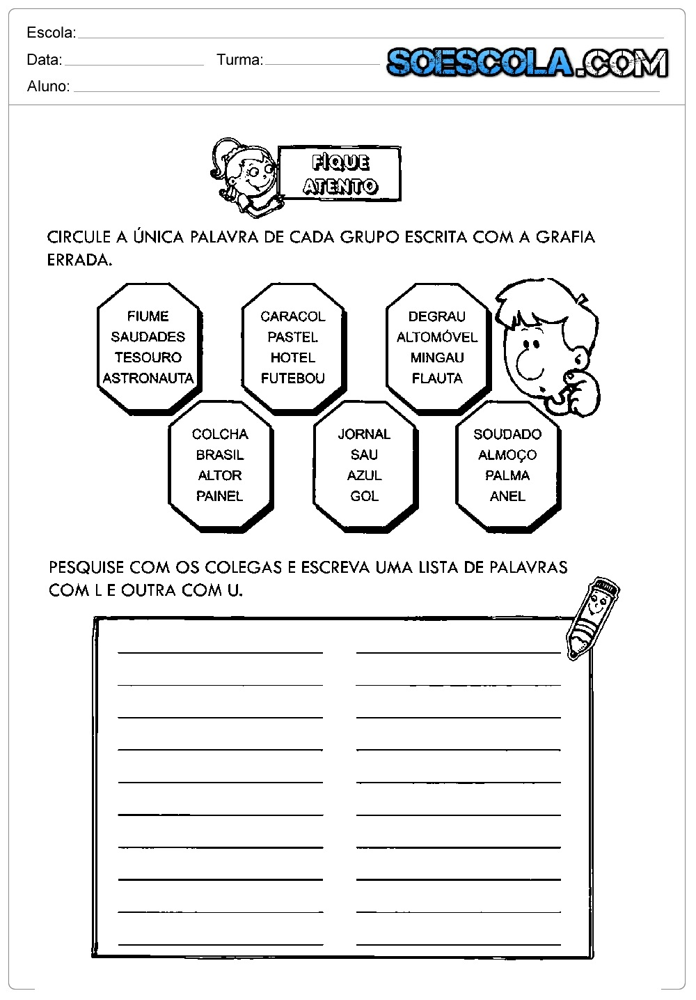 Escola:
Data: Turma:
SOESCOLA.COM
Aluno:
FIQUE
ATENTO
CIRCULE A ÚNICA PALAVRA DE CADA GRUPO ESCRITA COM A GRAFIA
ERRADA.
FIUME
SAUDADES
TESOURO
ASTRONAUTA
CARACOL
PASTEL
HOTEL
FUTEBOU
DEGRAU
ALTOMÓVEL
MINGAU
FLAUTA
COLCHA
BRASIL
ALTOR
PAINEL
JORNAL
SAU
AZUL
GOL
SOUDADO
ALMOÇO
PALMA
ANEL
PESQUISE COM OS COLEGAS E ESCREVA UMA LISTA DE PALAVRAS
COM L E OUTRA COM U.